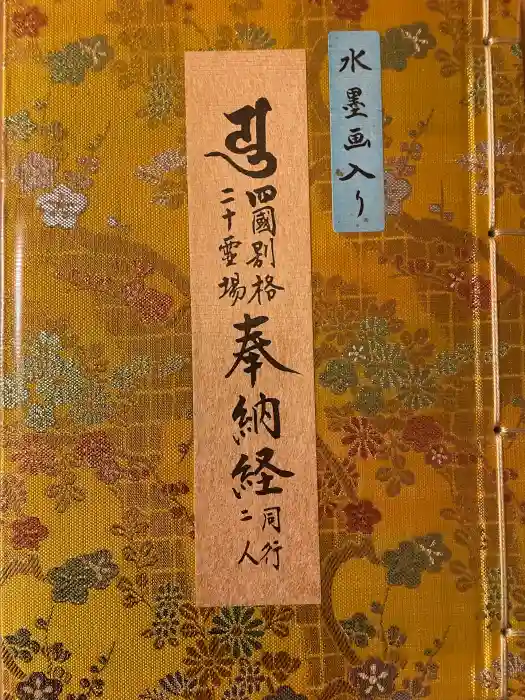 水墨画入り
四國別格
二十霊場
奉納経
同行
二人